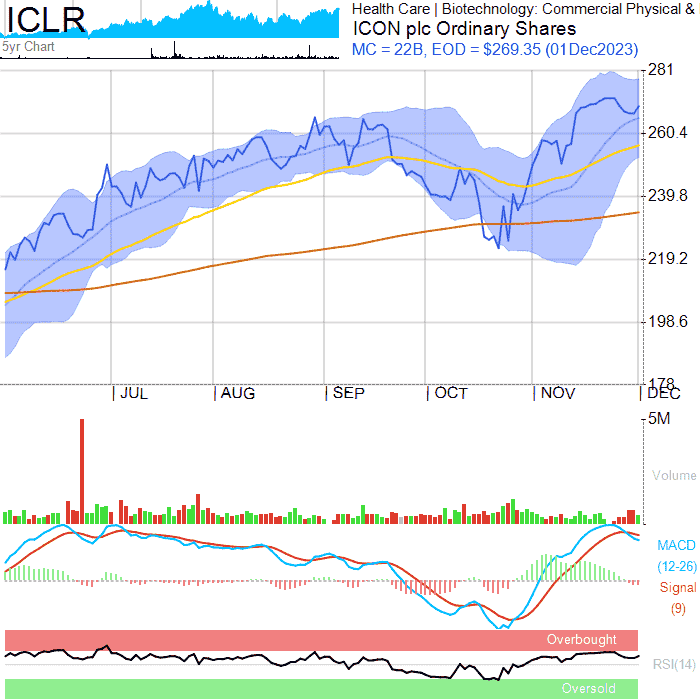 ICLR
5yr Chart
Health Care | Biotechnology: Commercial Physical &
ICON plc Ordinary Shares
MC = 22B, EOD = $269.35 (01Dec2023)
281
260.4
239.8
219.2
198.6
178
JUL AUG SEP OCT NOV DEC
5M
Volume
MACD
(12-26)
Signal
(9)
Overbought
RSI(14)
Oversold